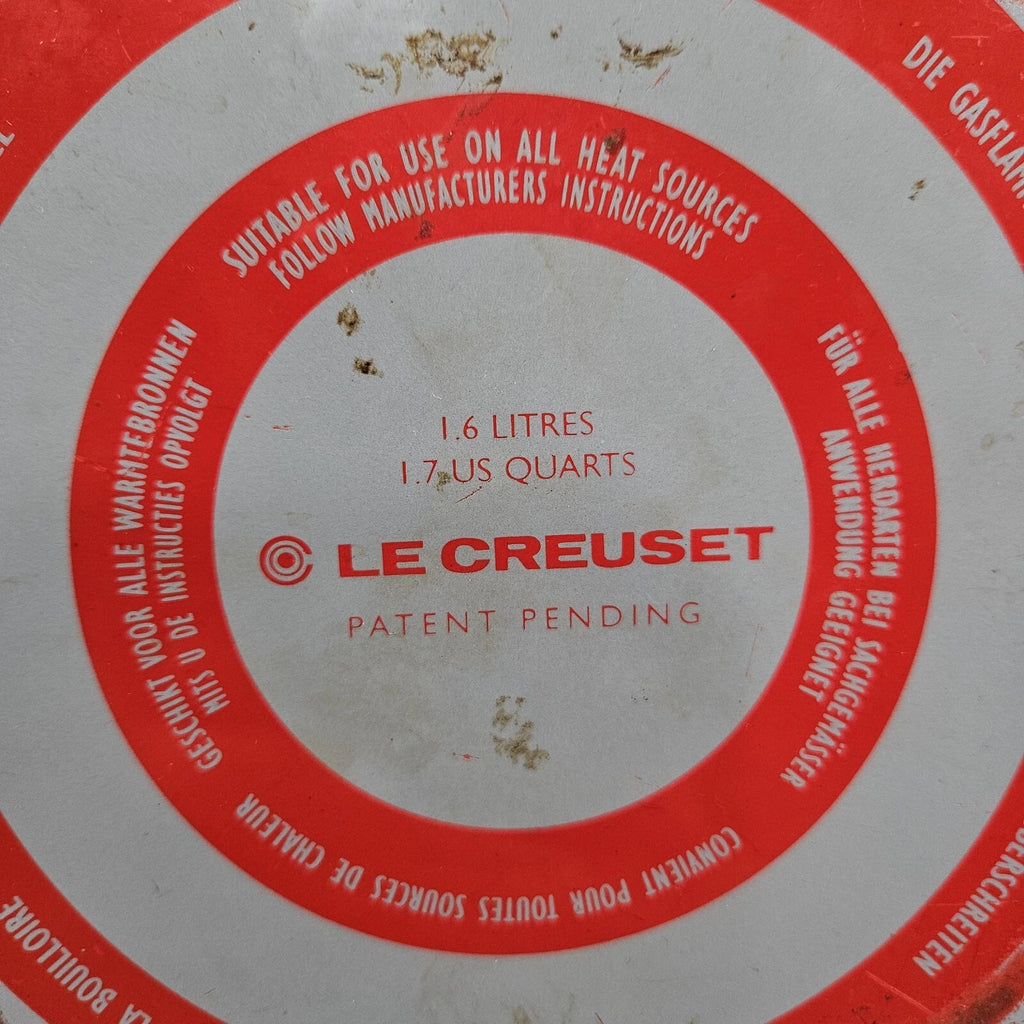 SUITABLE FOR USE ON ALL HEAT SOURCES
FOLLOW MANUFACTURERS INSTRUCTIONS
FÜR ALLE HERDARTEN BEI SACHGEMÄSSER
ANWENDUNG GEEIGNET
CONVIENT POUR TOUTES SOURCES DE CHALEUR
GESCHIKT VOOR ALLE WARMTEBRONNEN
MITS U DE INSTRUCTIES OPVOLGT
1.6 LITRES
1.7 US QUARTS
LE CREUSET
PATENT PENDING
DIE GASFLAM
ERSCHREITEN
LA BOUILLOIRE